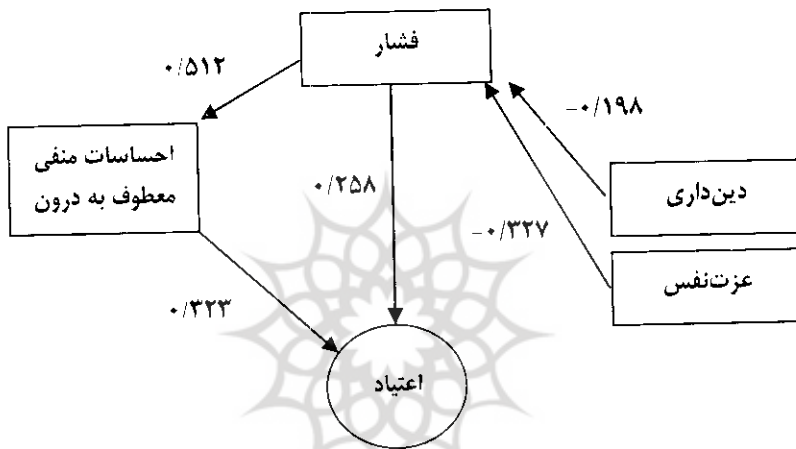 فشار
۰/۵۱۲
-۰/۱۹۸
احساسات منفی
معطوف به درون
۰/۲۵۸
دین‌داری
-۰/۳۲۷
عزت‌نفس
۰/۳۲۳
اعتیاد